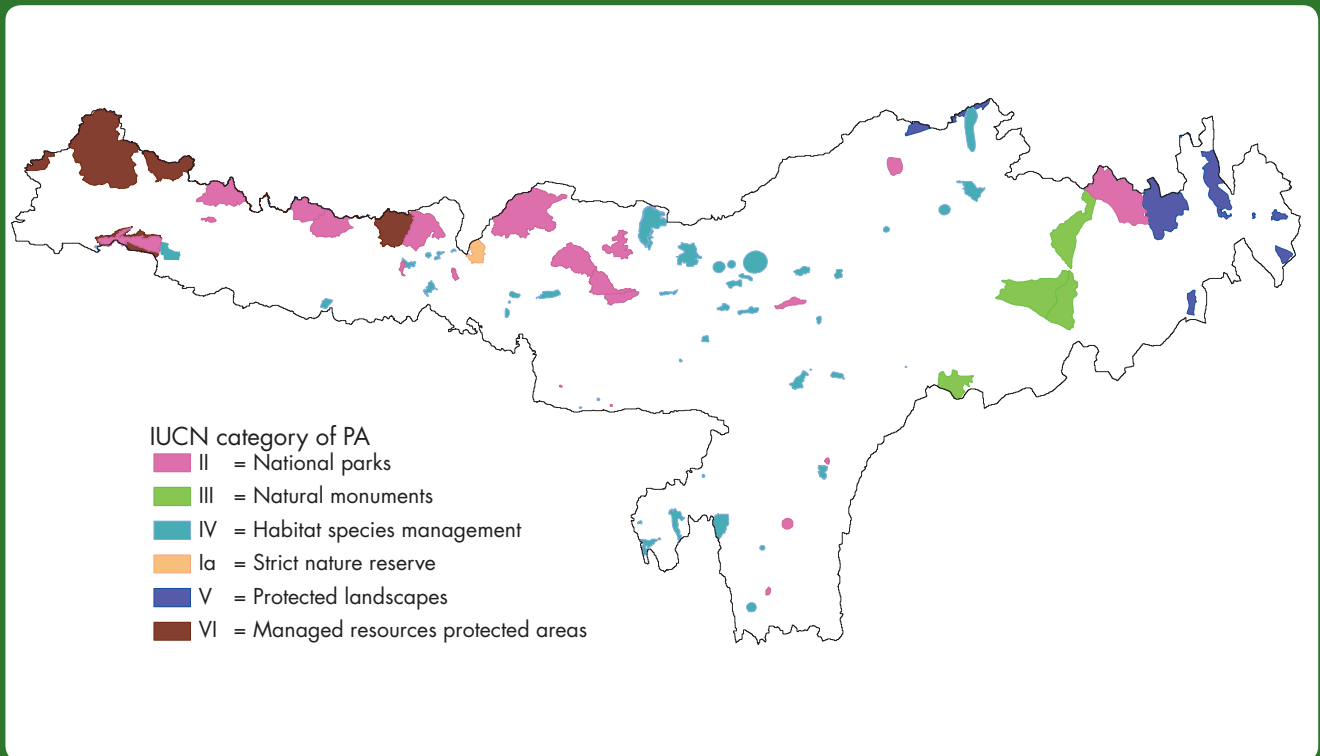 IUCN category of PA
II = National parks
III = Natural monuments
IV = Habitat species management
Ia = Strict nature reserve
V = Protected landscapes
VI = Managed resources protected areas